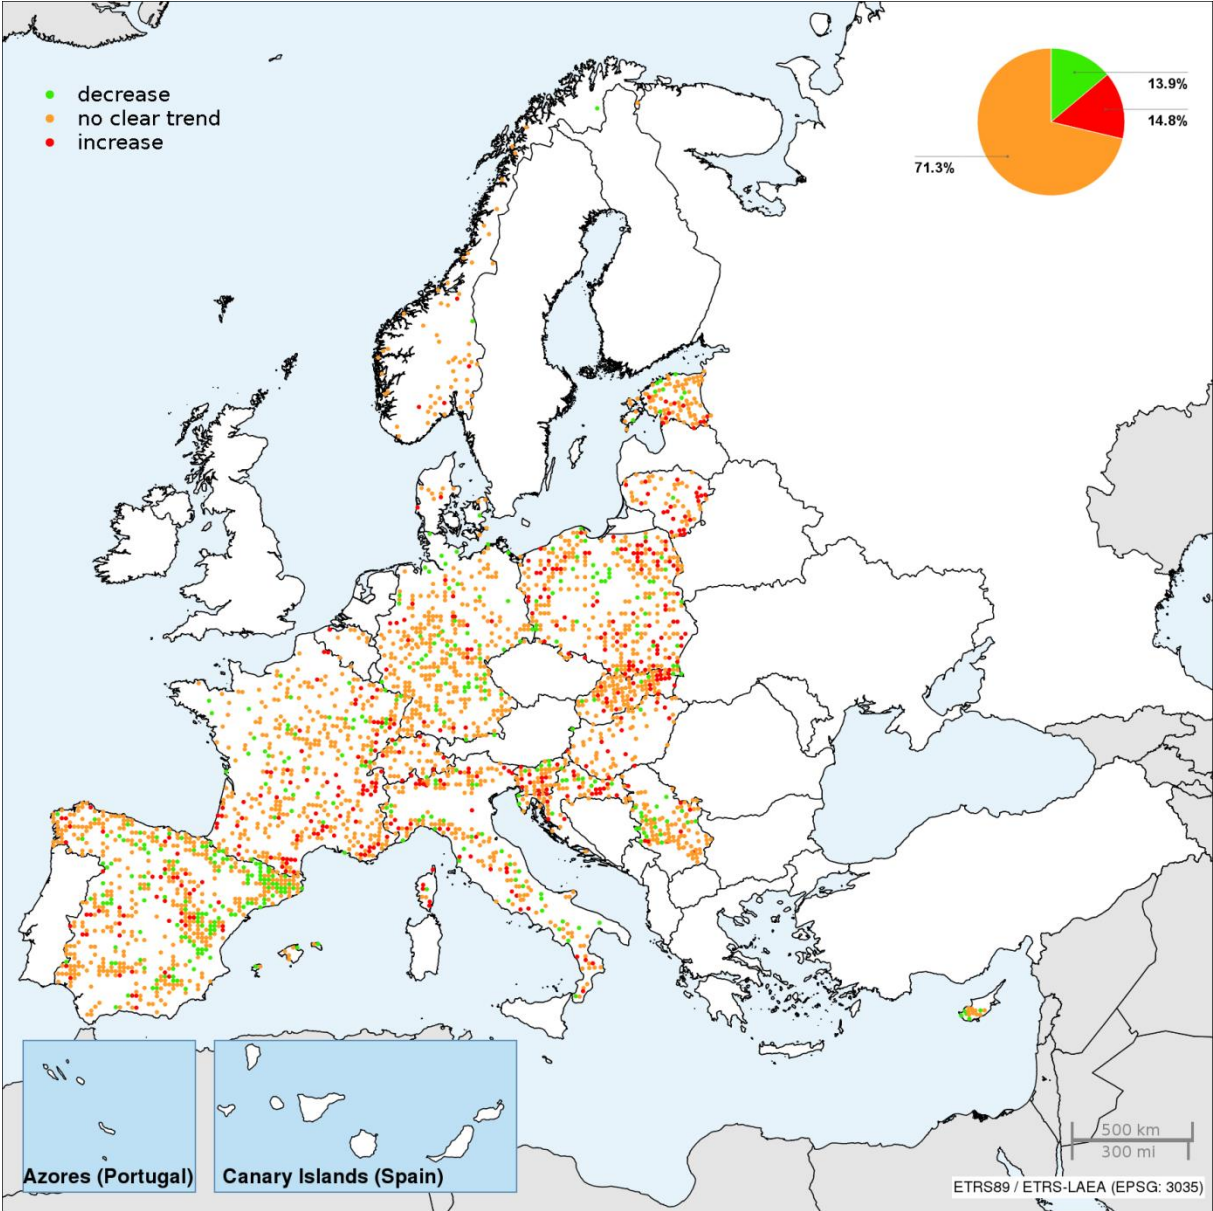 decrease
no clear trend
increase
13.9%
14.8%
71.3%
Azores (Portugal)
Canary Islands (Spain)
500 km
300 mi
ETRS89 / ETRS-LAEA (EPSG: 3035)